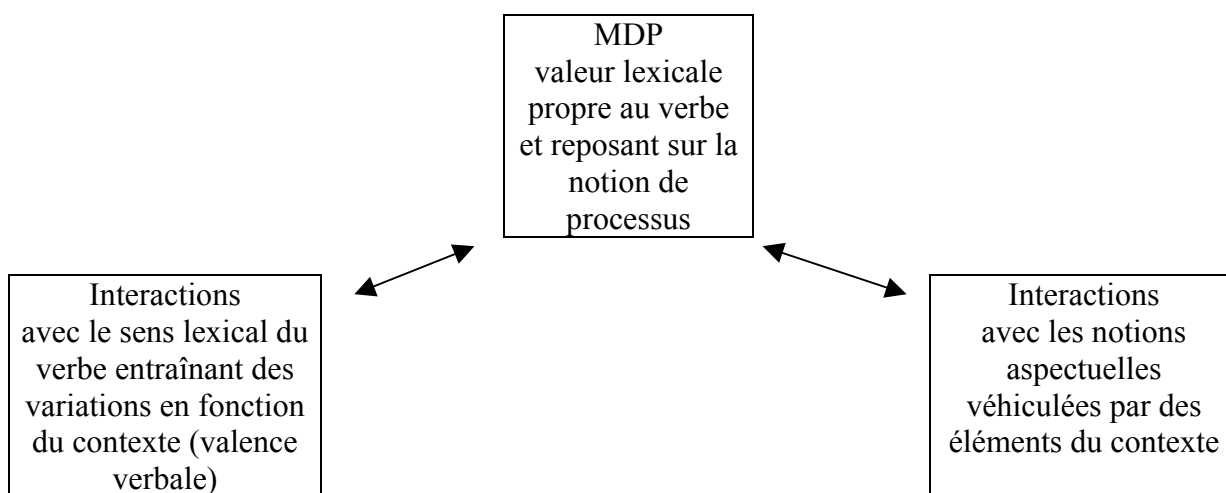 MDP
valeur lexicale
propre au verbe
et reposant sur la
notion de
processus
Interactions
avec le sens lexical du
verbe entraînant des
variations en fonction
du contexte (valence
verbale)
Interactions
avec les notions
aspectuelles
véhiculées par des
éléments du contexte